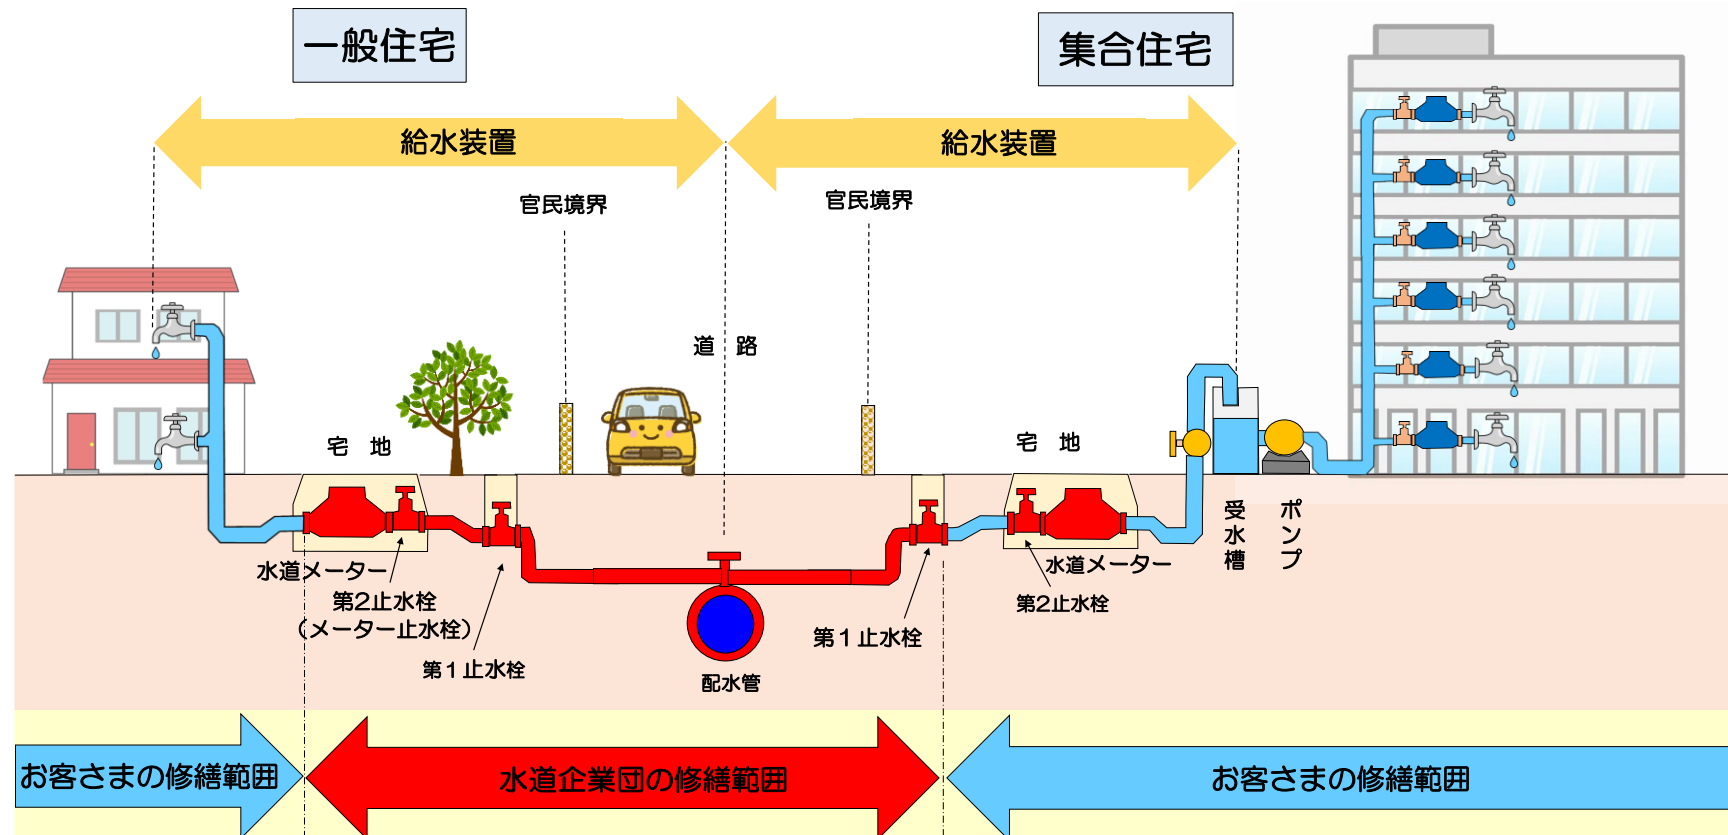 一般住宅
集合住宅
給水装置
給水装置
官民境界
官民境界
道 路
宅 地
宅 地
水道メーター
第2止水栓
(メーター止水栓)
第1止水栓
配水管
第1止水栓
水道メーター
第2止水栓
受水槽
ポンプ
お客さまの修繕範囲
水道企業団の修繕範囲
お客さまの修繕範囲